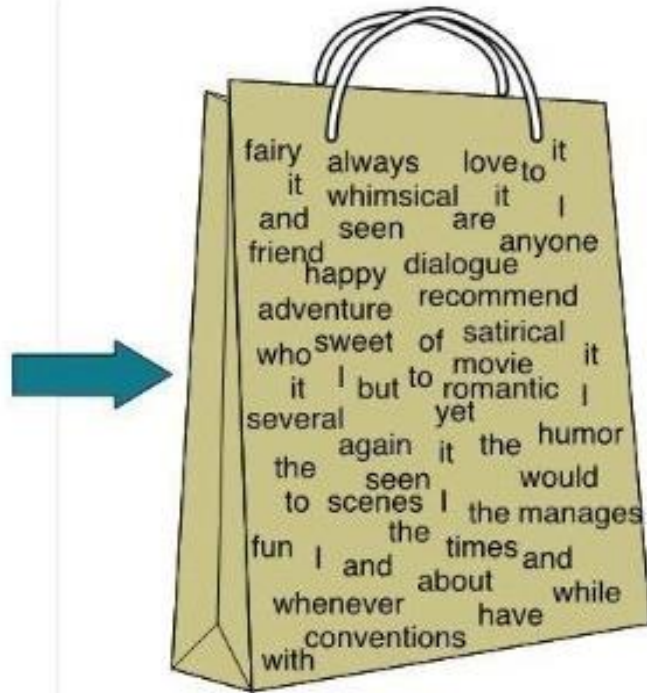 fairy always love to it
it whimsical it I
and seen are
friend anyone
happy dialogue
adventure recommend
who sweet of satirical
movie it
it I but to romantic I
several yet
again it the humor
the seen would
to scenes I the manages
fun I and the times and
whenever about while
have
conventions
with